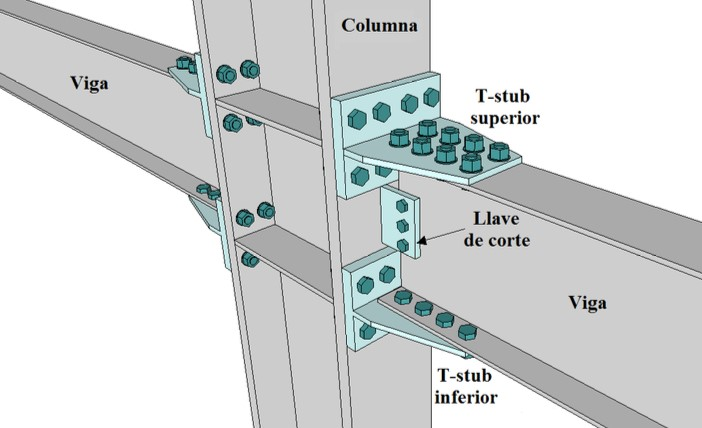 Columna
Viga
T-stub
superior
Llave
de corte
Viga
T-stub
inferior